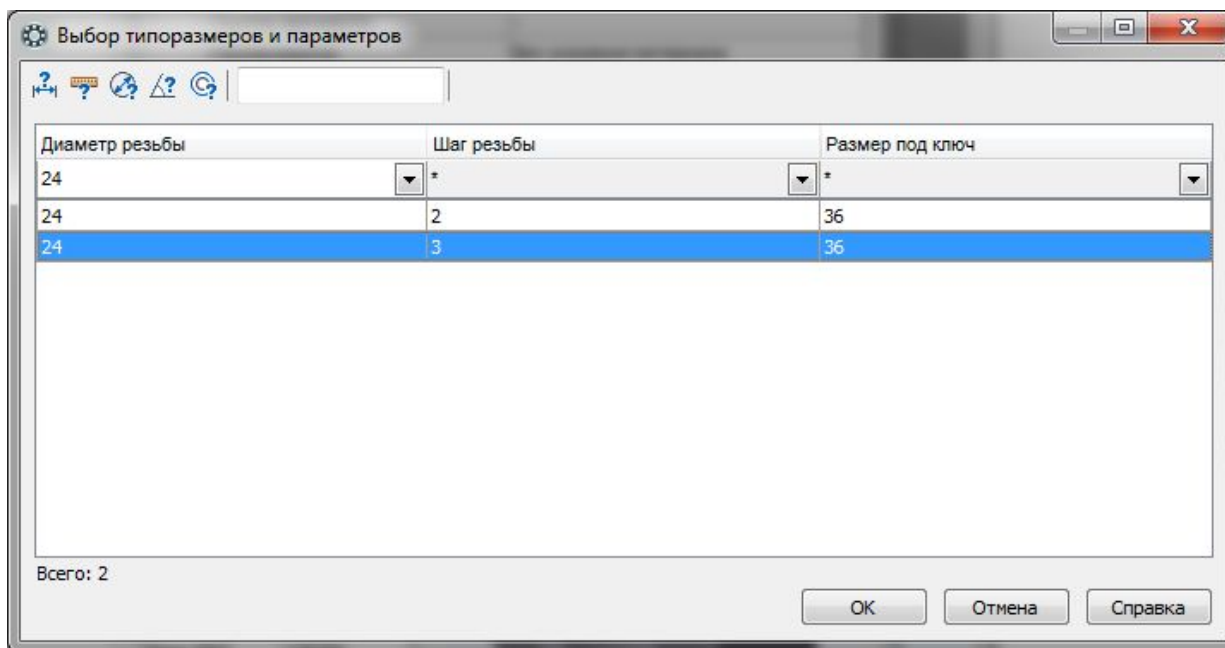 Выбор типоразмеров и параметров
Диаметр резьбы Шаг резьбы Размер под ключ
24 * *
24 2 36
24 3 36
Всего: 2
OK Отмена Справка